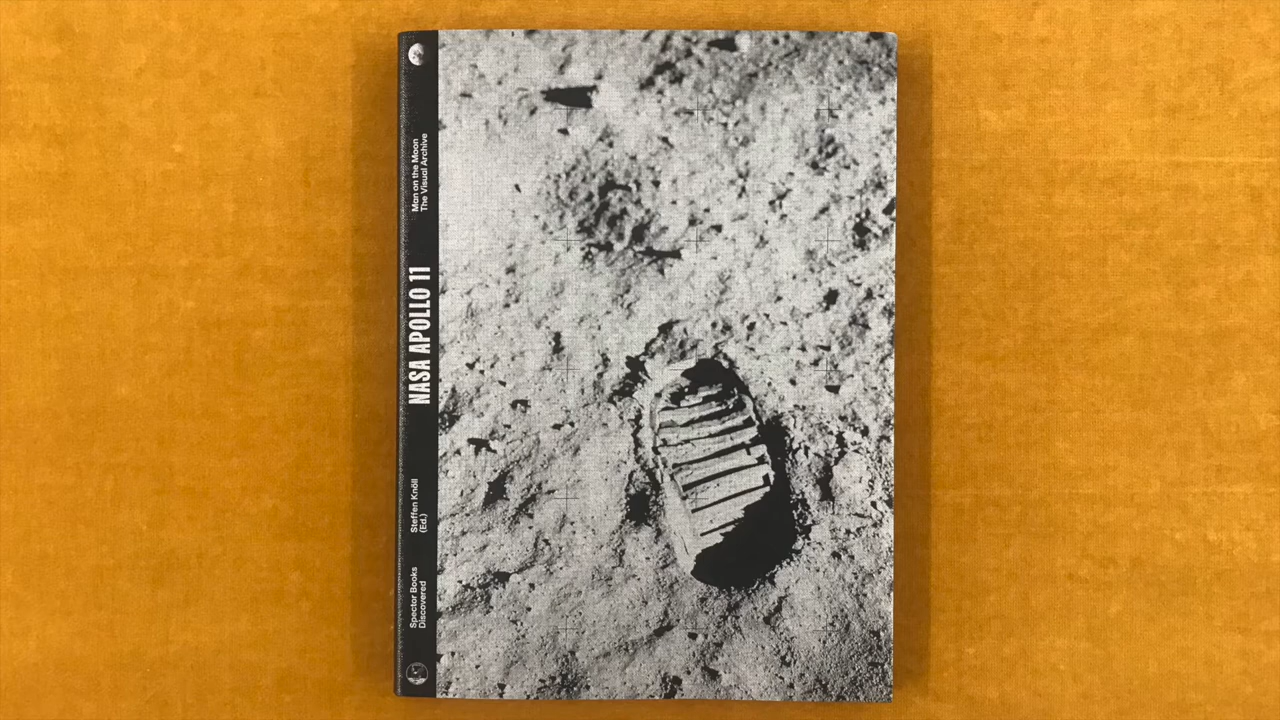 Man on the Moon
The Visual Archive
NASA APOLLO 11
Steffen Knöll
(Ed.)
Spector Books
Discovered